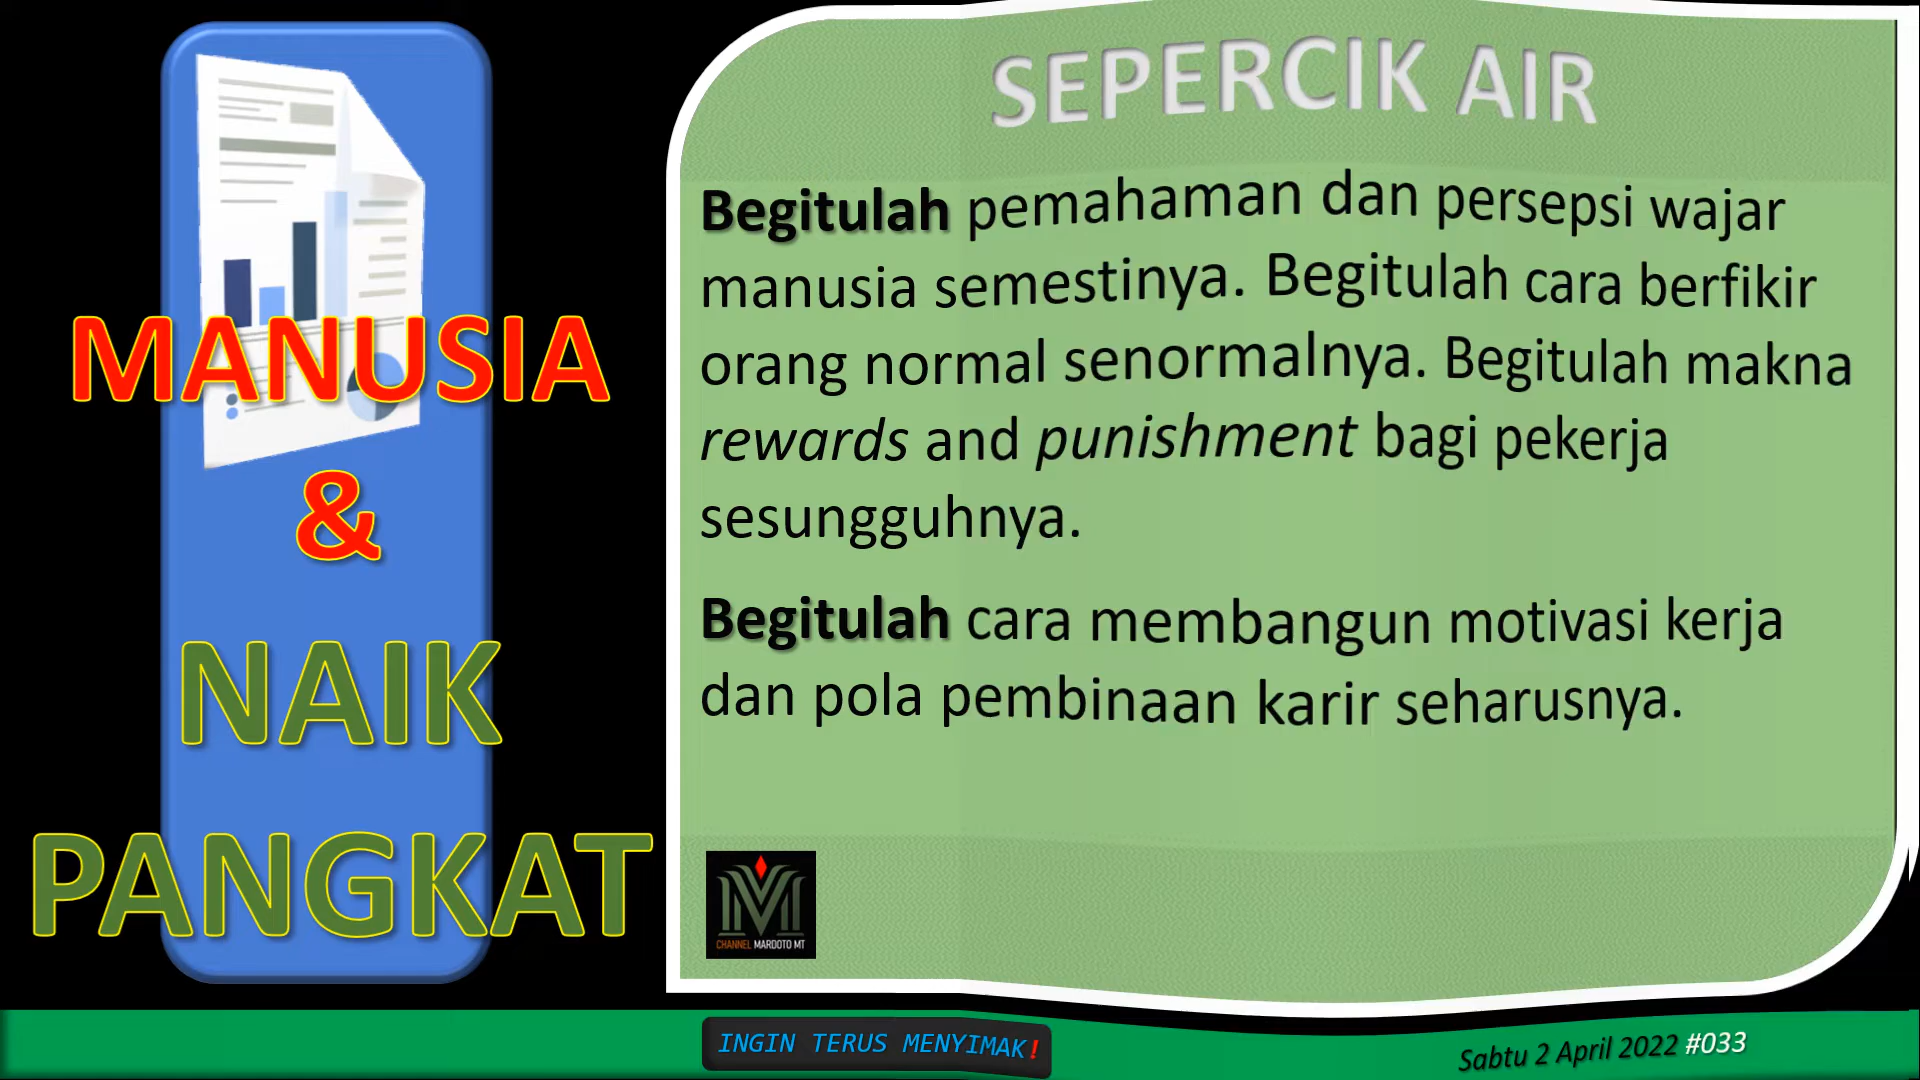 MANUSIA
&
NAIK
PANGKAT
SEPERCIK AIR
Begitulah pemahaman dan persepsi wajar
manusia semestinya. Begitulah cara berfikir
orang normal senormalnya. Begitulah makna
rewards and punishment bagi pekerja
sesungguhnya.
Begitulah cara membangun motivasi kerja
dan pola pembinaan karir seharusnya.
CHANNEL MARDOTO MT
INGIN TERUS MENYIMAK!
Sabtu 2 April 2022 #033